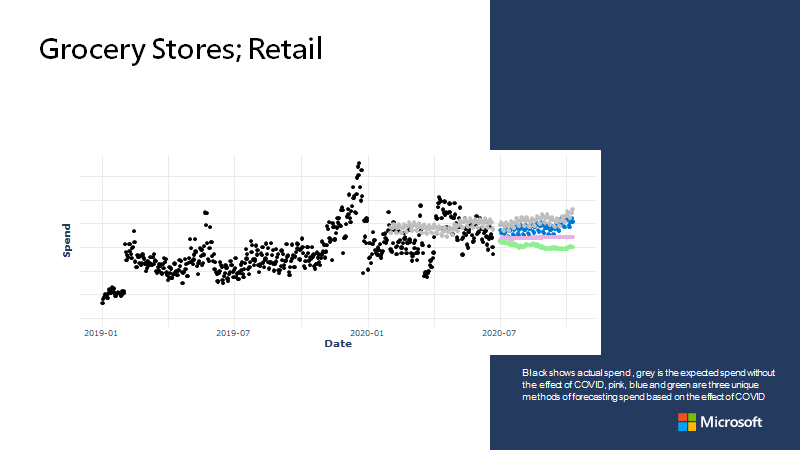 Grocery Stores; Retail
Spend
2019-01 2019-07 2020-01 2020-07
Date
Black shows actual spend, grey is the expected spend without
the effect of COVID, pink, blue and green are three unique
methods of forecasting spend based on the effect of COVID
Microsoft